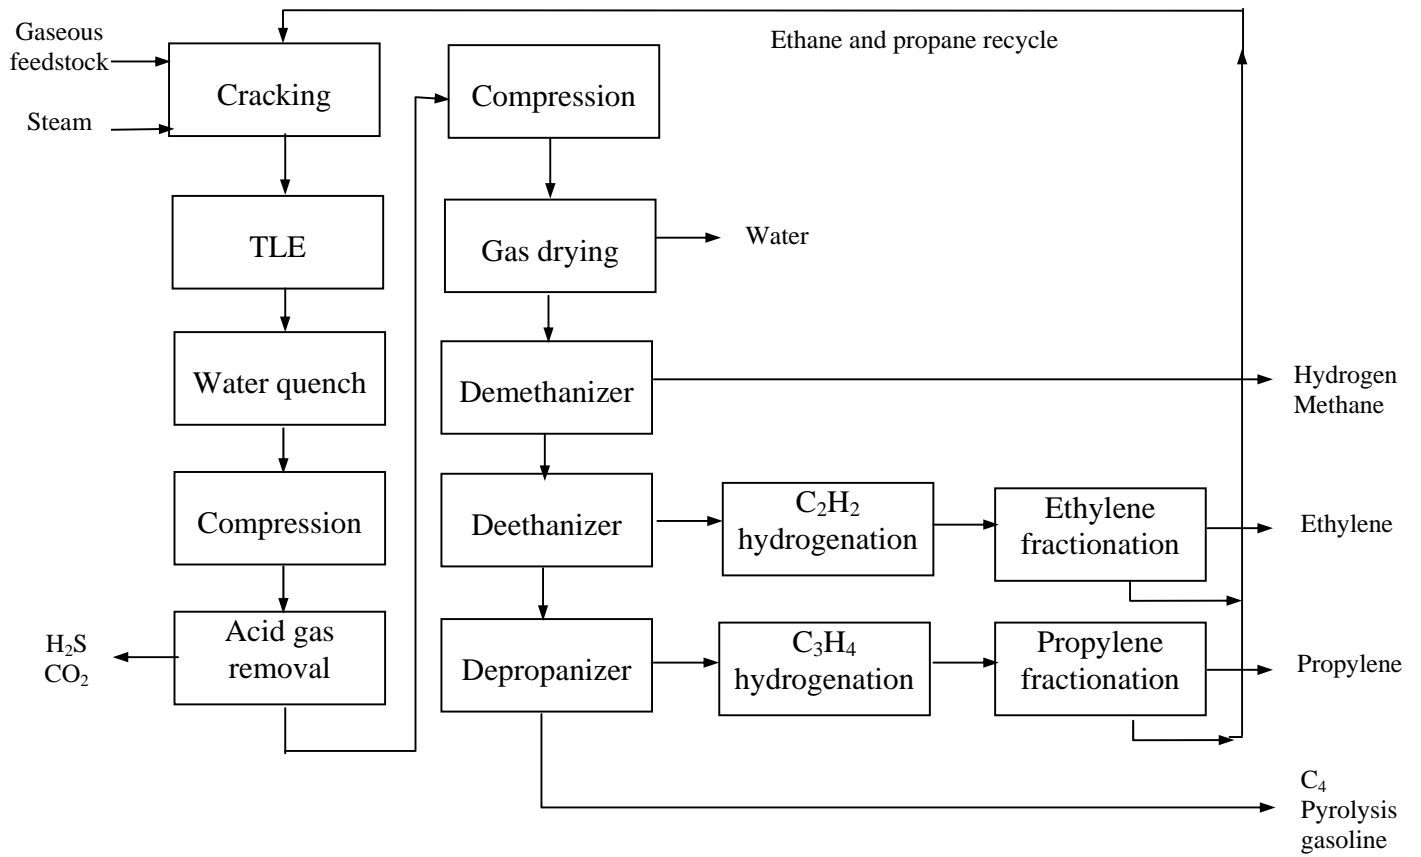 Gaseous
feedstock
Steam
Cracking
TLE
Water quench
Compression
Acid gas
removal
H₂S
CO₂
Ethane and propane recycle
Compression
Gas drying
Water
Demethanizer
Hydrogen
Methane
Deethanizer
C₂H₂
hydrogenation
Ethylene
fractionation
Ethylene
Depropanizer
C₃H₄
hydrogenation
Propylene
fractionation
Propylene
C₄
Pyrolysis
gasoline